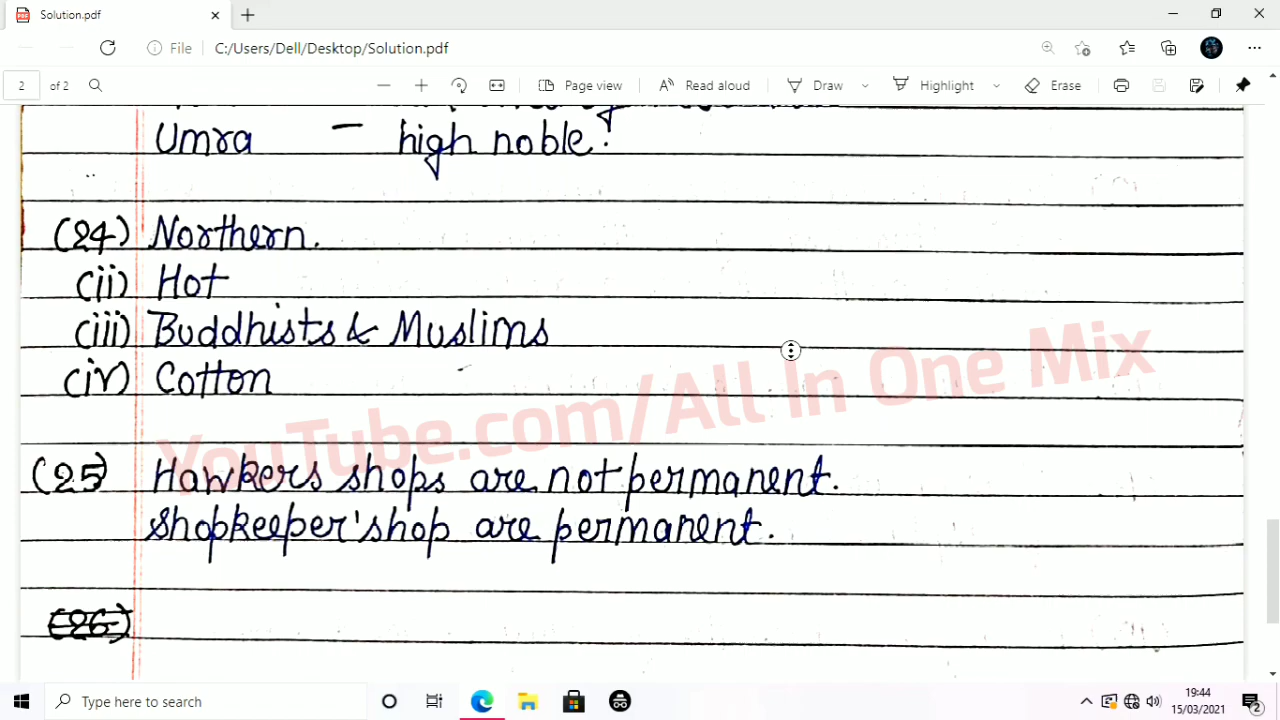 Solution.pdf
File C:/Users/Dell/Desktop/Solution.pdf
2 of 2 Page view Read aloud Draw Highlight Erase
Umra - high noble.
(24) Northern.
(ii) Hot
(iii) Buddhists & Muslims
(iv) Cotton
YouTube.com/All In One Mix
(25) Hawkers shops are not permanent.
Shopkeeper'shop are permanent.
(26)
Type here to search
19:44
15/03/2021
2